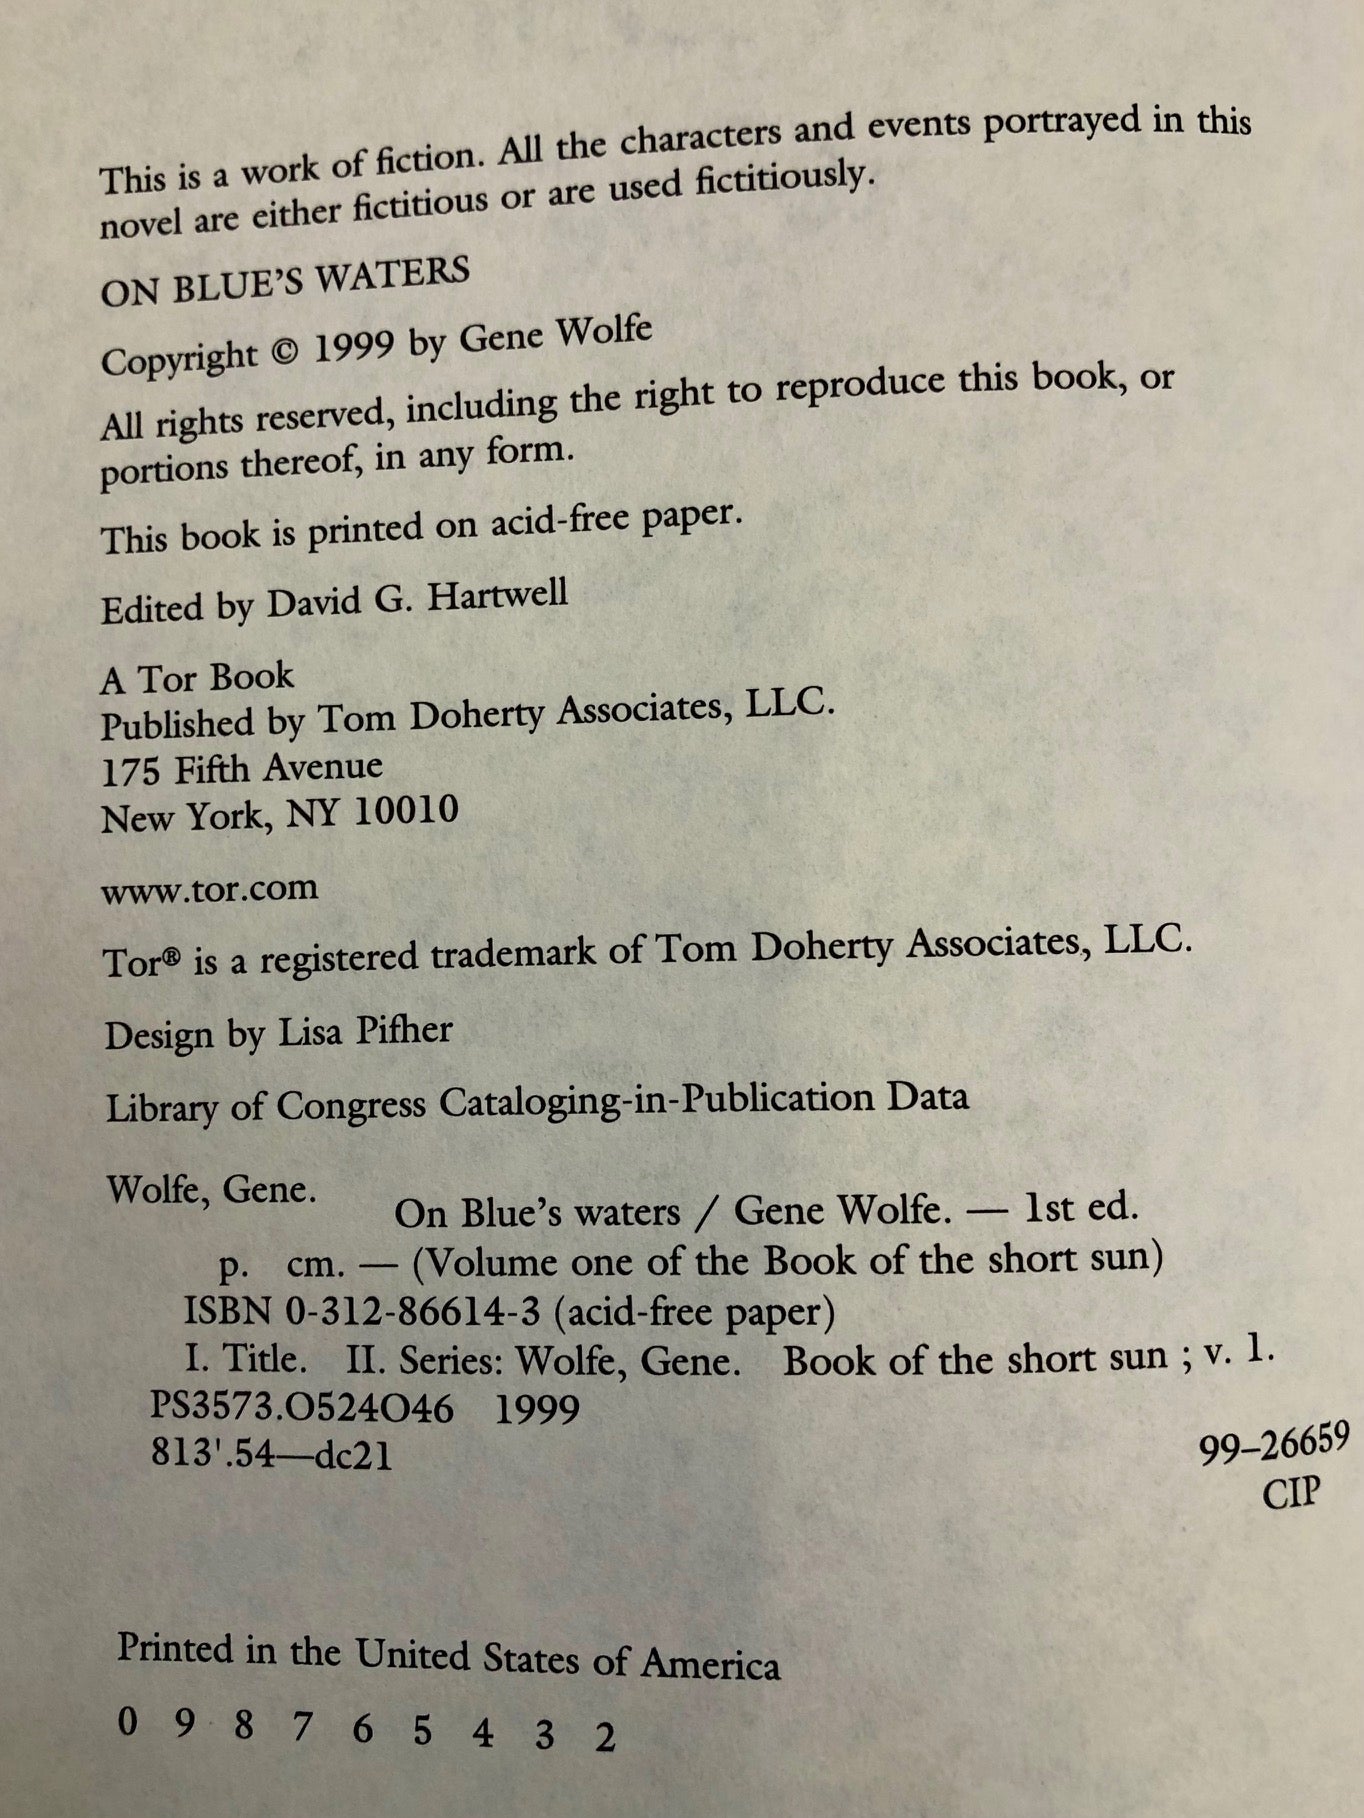 This is a work of fiction. All the characters and events portrayed in this
novel are either fictitious or are used fictitiously.
ON BLUE'S WATERS
Copyright © 1999 by Gene Wolfe
All rights reserved, including the right to reproduce this book, or
portions thereof, in any form.
This book is printed on acid-free paper.
Edited by David G. Hartwell
A Tor Book
Published by Tom Doherty Associates, LLC.
175 Fifth Avenue
New York, NY 10010
www.tor.com
Tor® is a registered trademark of Tom Doherty Associates, LLC.
Design by Lisa Pifher
Library of Congress Cataloging-in-Publication Data
Wolfe, Gene.
On Blue's waters / Gene Wolfe. — 1st ed.
p. cm. — (Volume one of the Book of the short sun)
ISBN 0-312-86614-3 (acid-free paper)
I. Title. II. Series: Wolfe, Gene. Book of the short sun ; v. 1.
PS3573.O524O46 1999
813'.54—dc21
99–26659
CIP
Printed in the United States of America
0 9 8 7 6 5 4 3 2